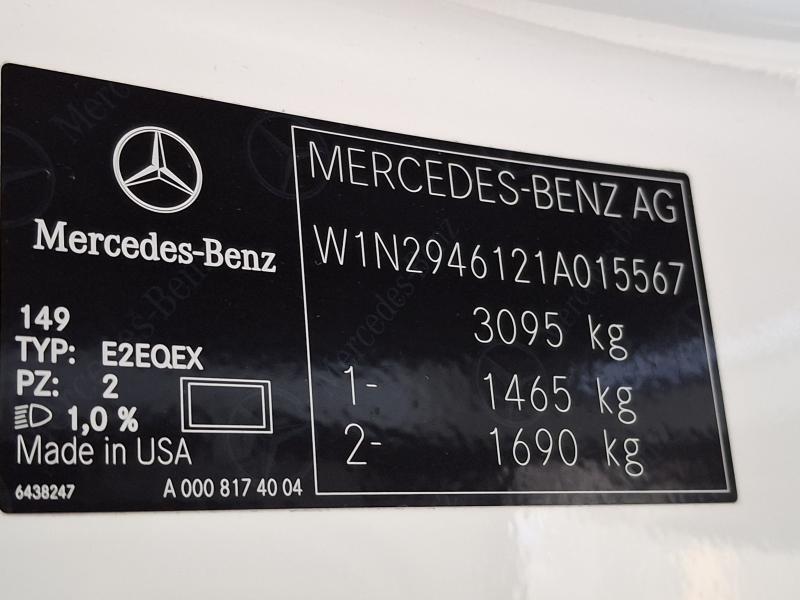 Mercedes-Benz
149
TYP: E2EQEX
PZ: 2
1,0 %
Made in USA
6438247
A 000 817 40 04
MERCEDES-BENZ AG
W1N2946121A015567
3095 kg
1- 1465 kg
2- 1690 kg